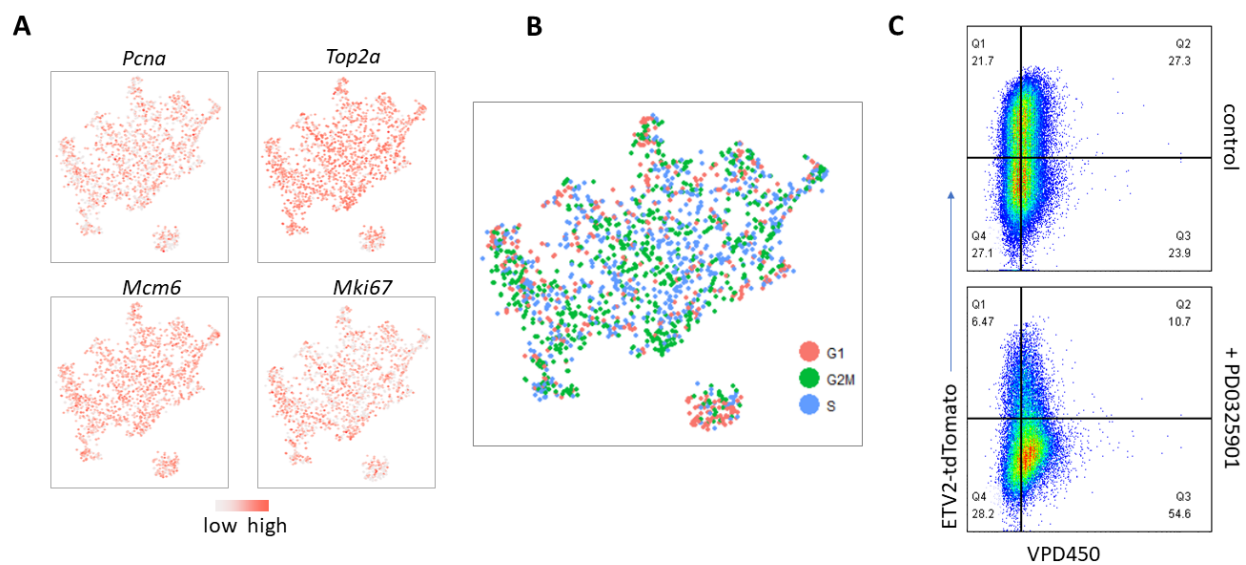 A
B
C
Pcna
Top2a
Mcm6
Mki67
low high
G1
G2M
S
Q1
21.7
Q2
27.3
Q4
27.1
Q3
23.9
control
Q1
6.47
Q2
10.7
Q4
28.2
Q3
54.6
+ PD0325901
ETV2-tdTomato
VPD450